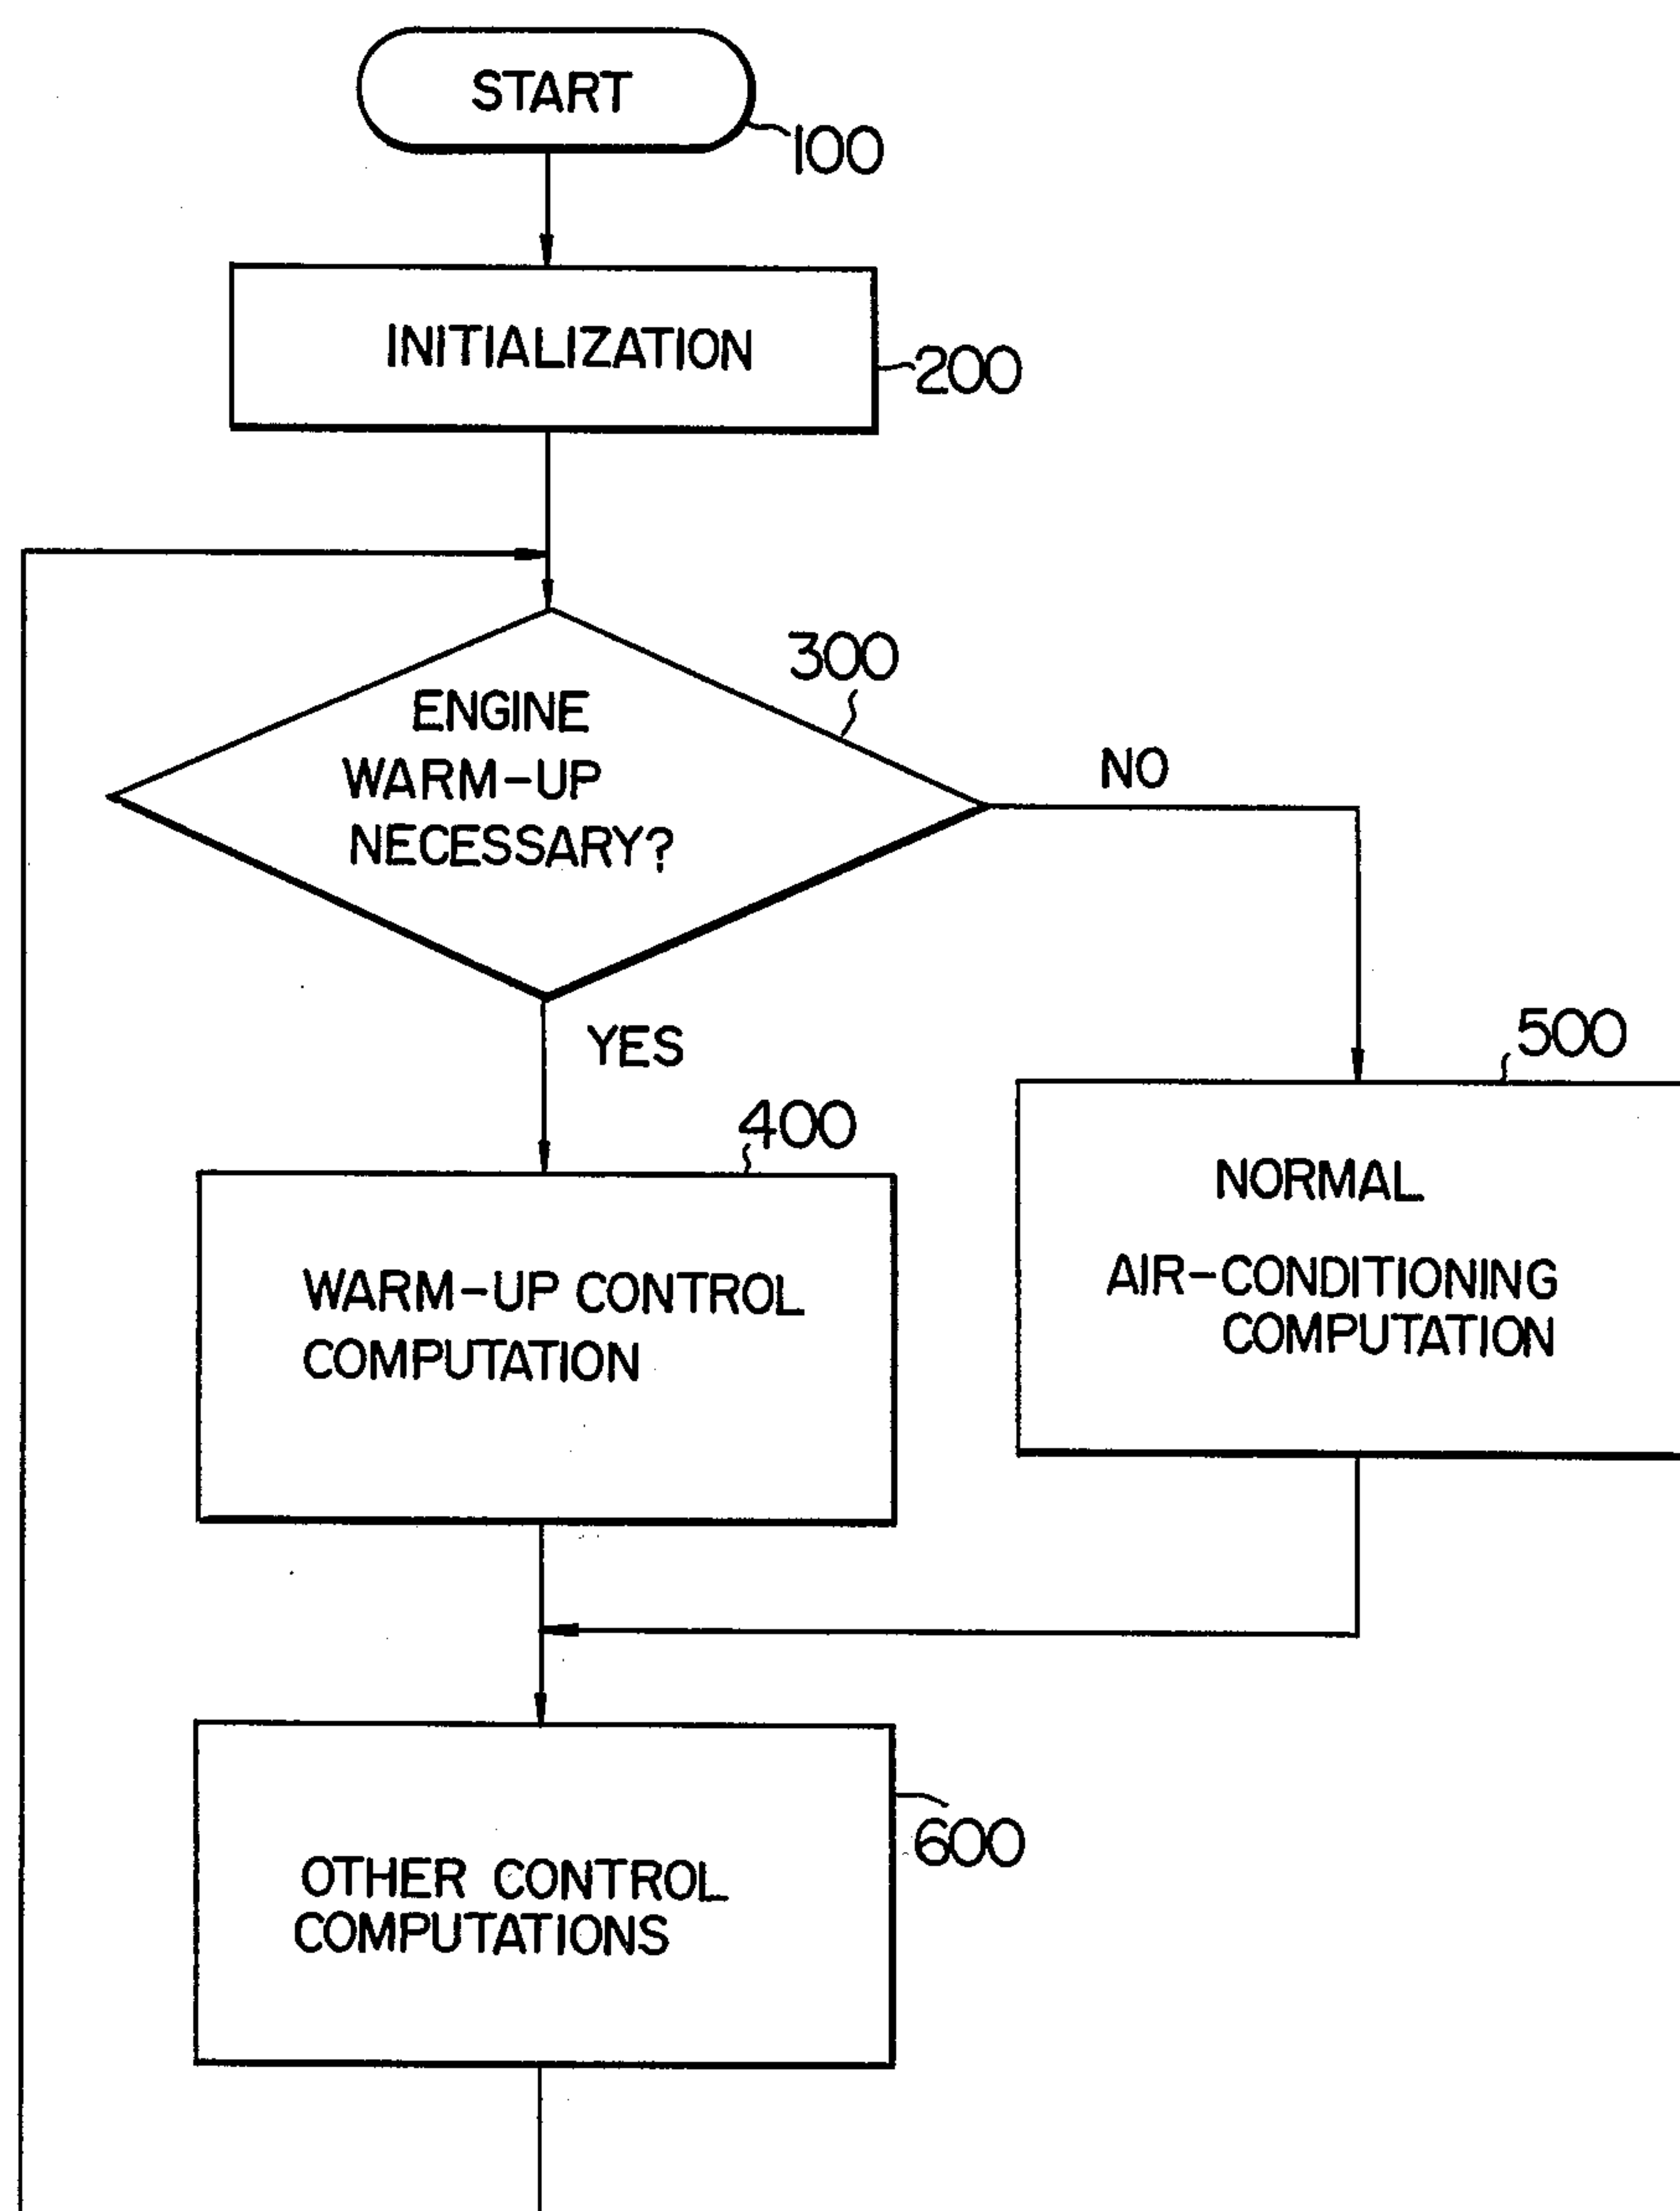 START
100
INITIALIZATION
200
300
ENGINE
WARM-UP
NECESSARY?
NO
YES
400
500
WARM-UP CONTROL
COMPUTATION
NORMAL
AIR-CONDITIONING
COMPUTATION
600
OTHER CONTROL
COMPUTATIONS